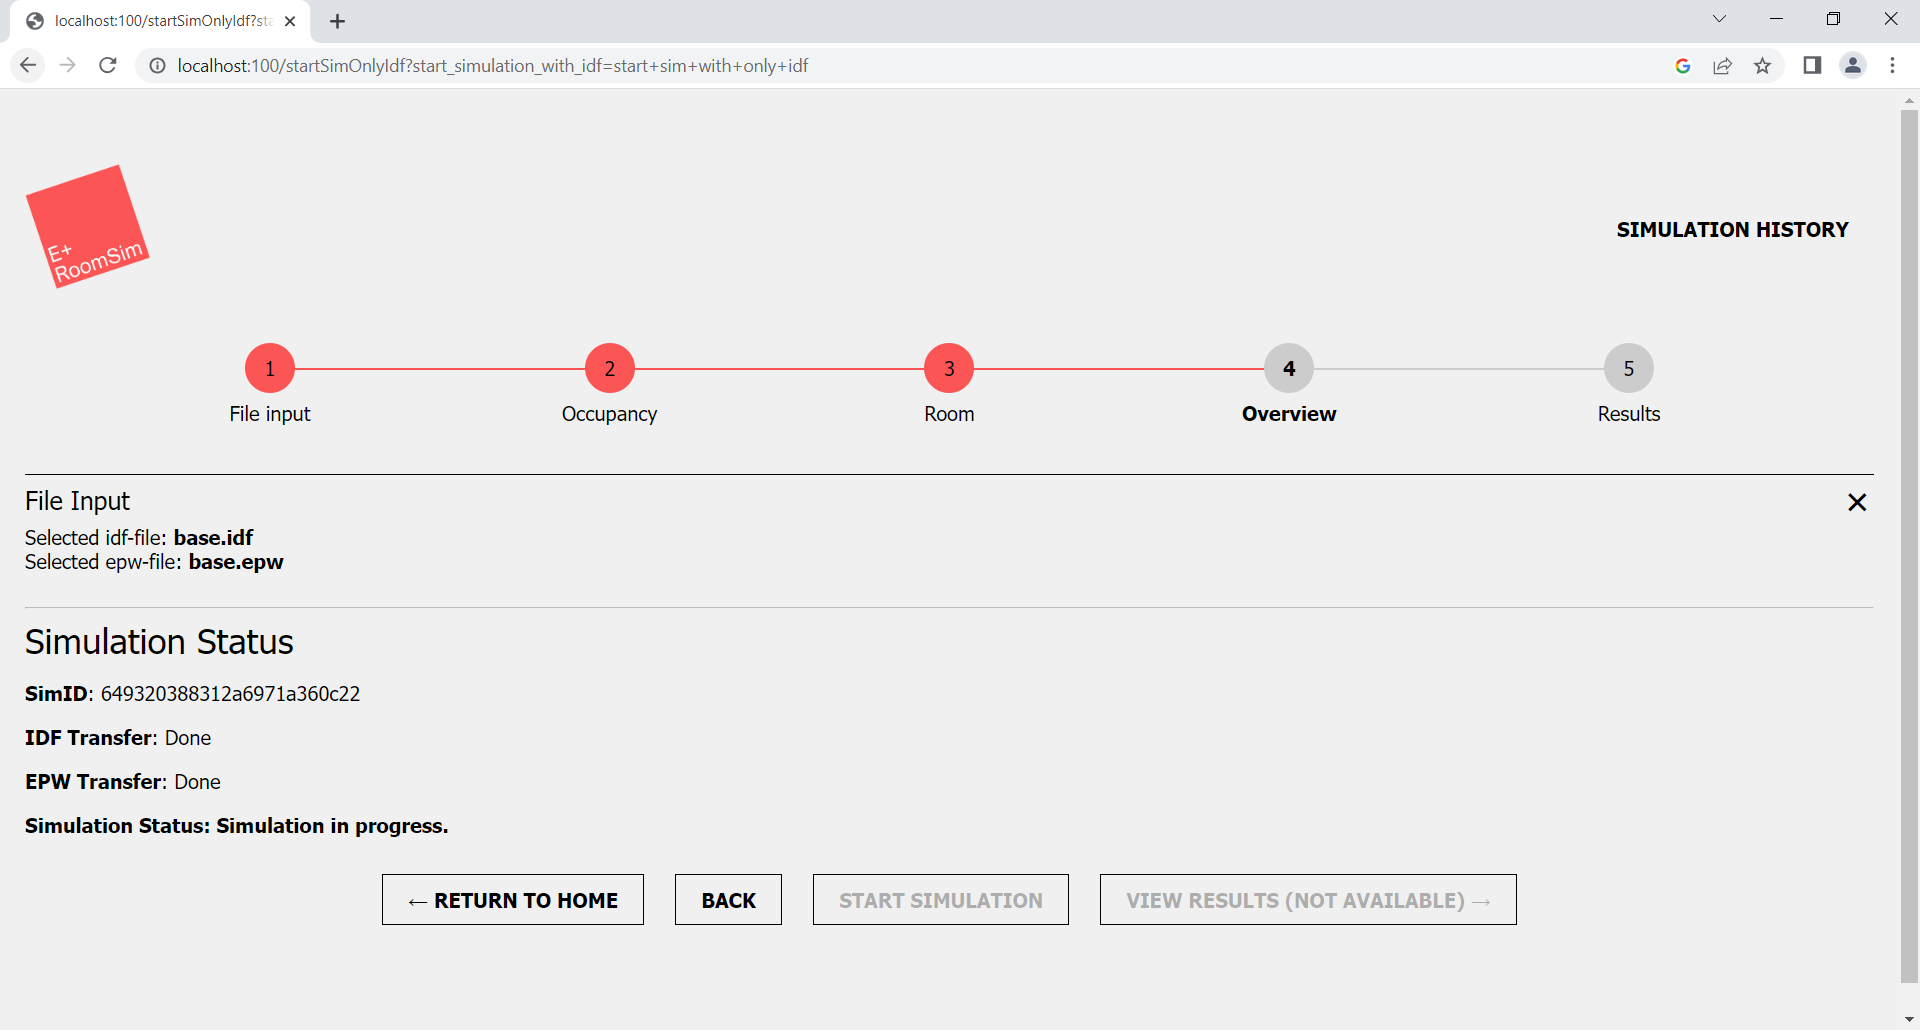 localhost:100/startSimOnlyIdf?sta
localhost:100/startSimOnlyIdf?start_simulation_with_idf=start+sim+with+only+idf
E+
RoomSim
SIMULATION HISTORY
1
2
3
4
5
File input
Occupancy
Room
Overview
Results
File Input
Selected idf-file: base.idf
Selected epw-file: base.epw
Simulation Status
SimID: 649320388312a6971a360c22
IDF Transfer: Done
EPW Transfer: Done
Simulation Status: Simulation in progress.
← RETURN TO HOME
BACK
START SIMULATION
VIEW RESULTS (NOT AVAILABLE) →